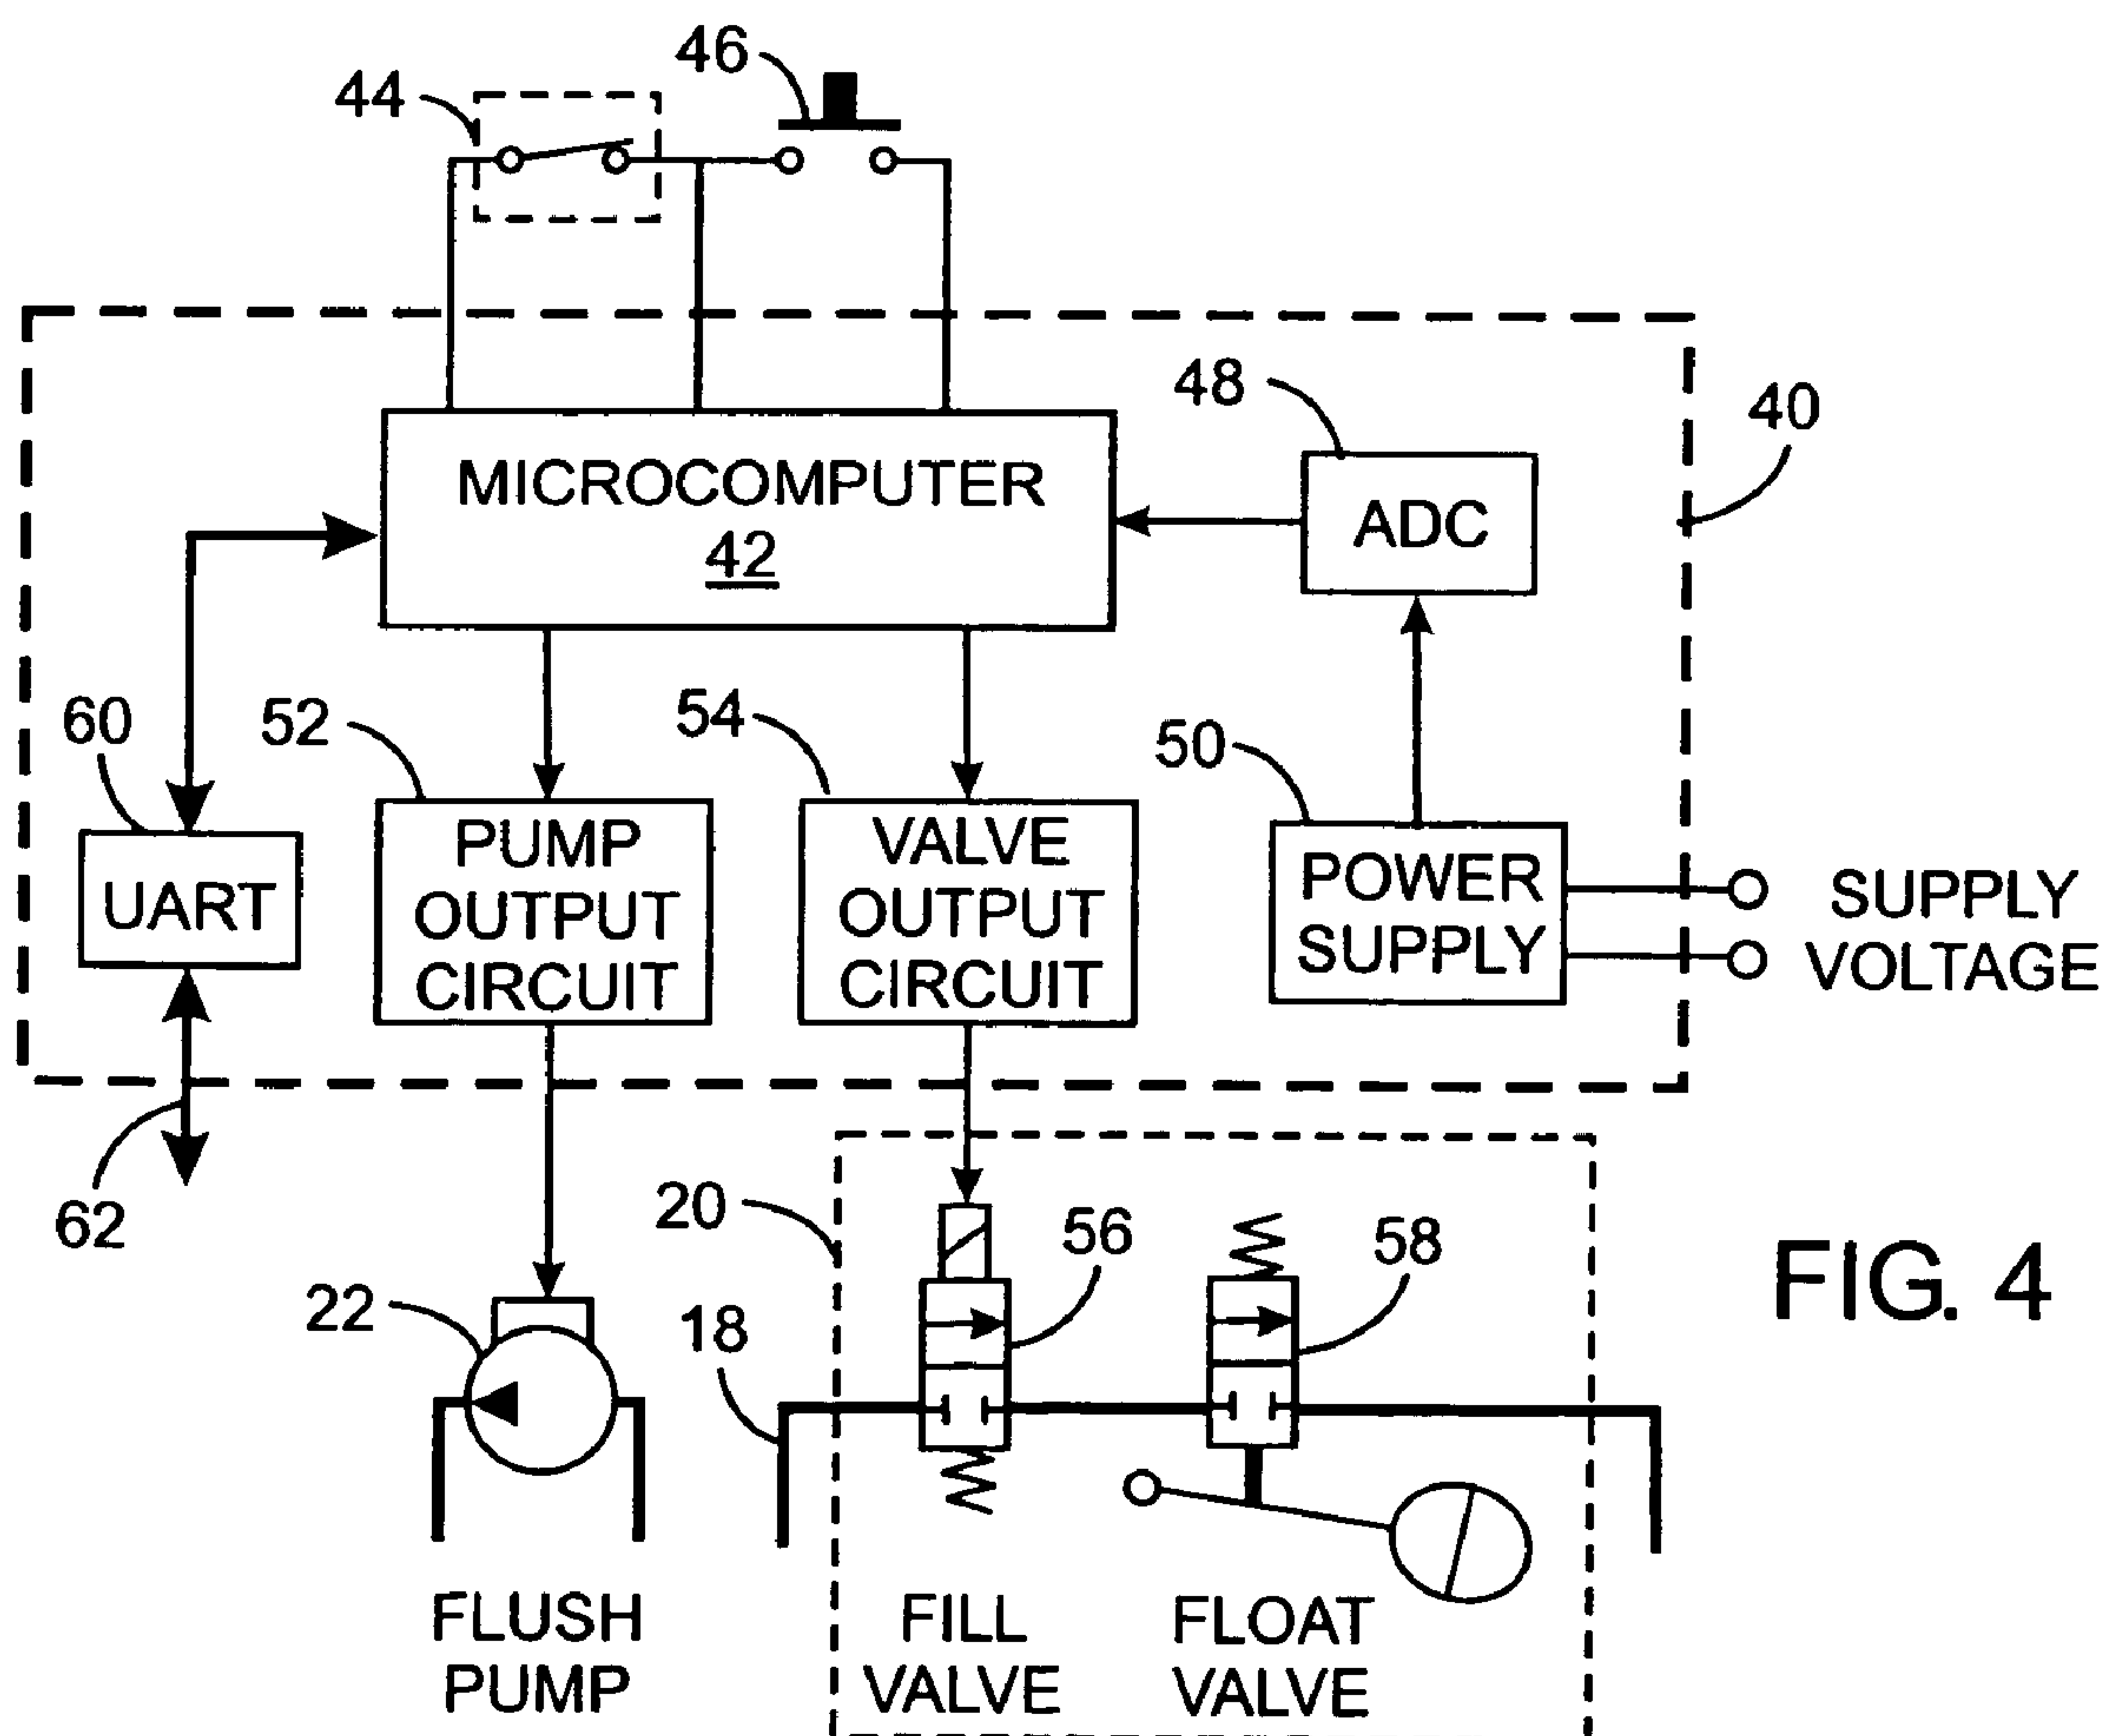 46
44
48
40
MICROCOMPUTER
42
ADC
60
52
54
50
UART
PUMP
OUTPUT
CIRCUIT
VALVE
OUTPUT
CIRCUIT
POWER
SUPPLY
SUPPLY
VOLTAGE
62
20
56
58
22
18
FIG. 4
FLUSH
PUMP
FILL
VALVE
FLOAT
VALVE